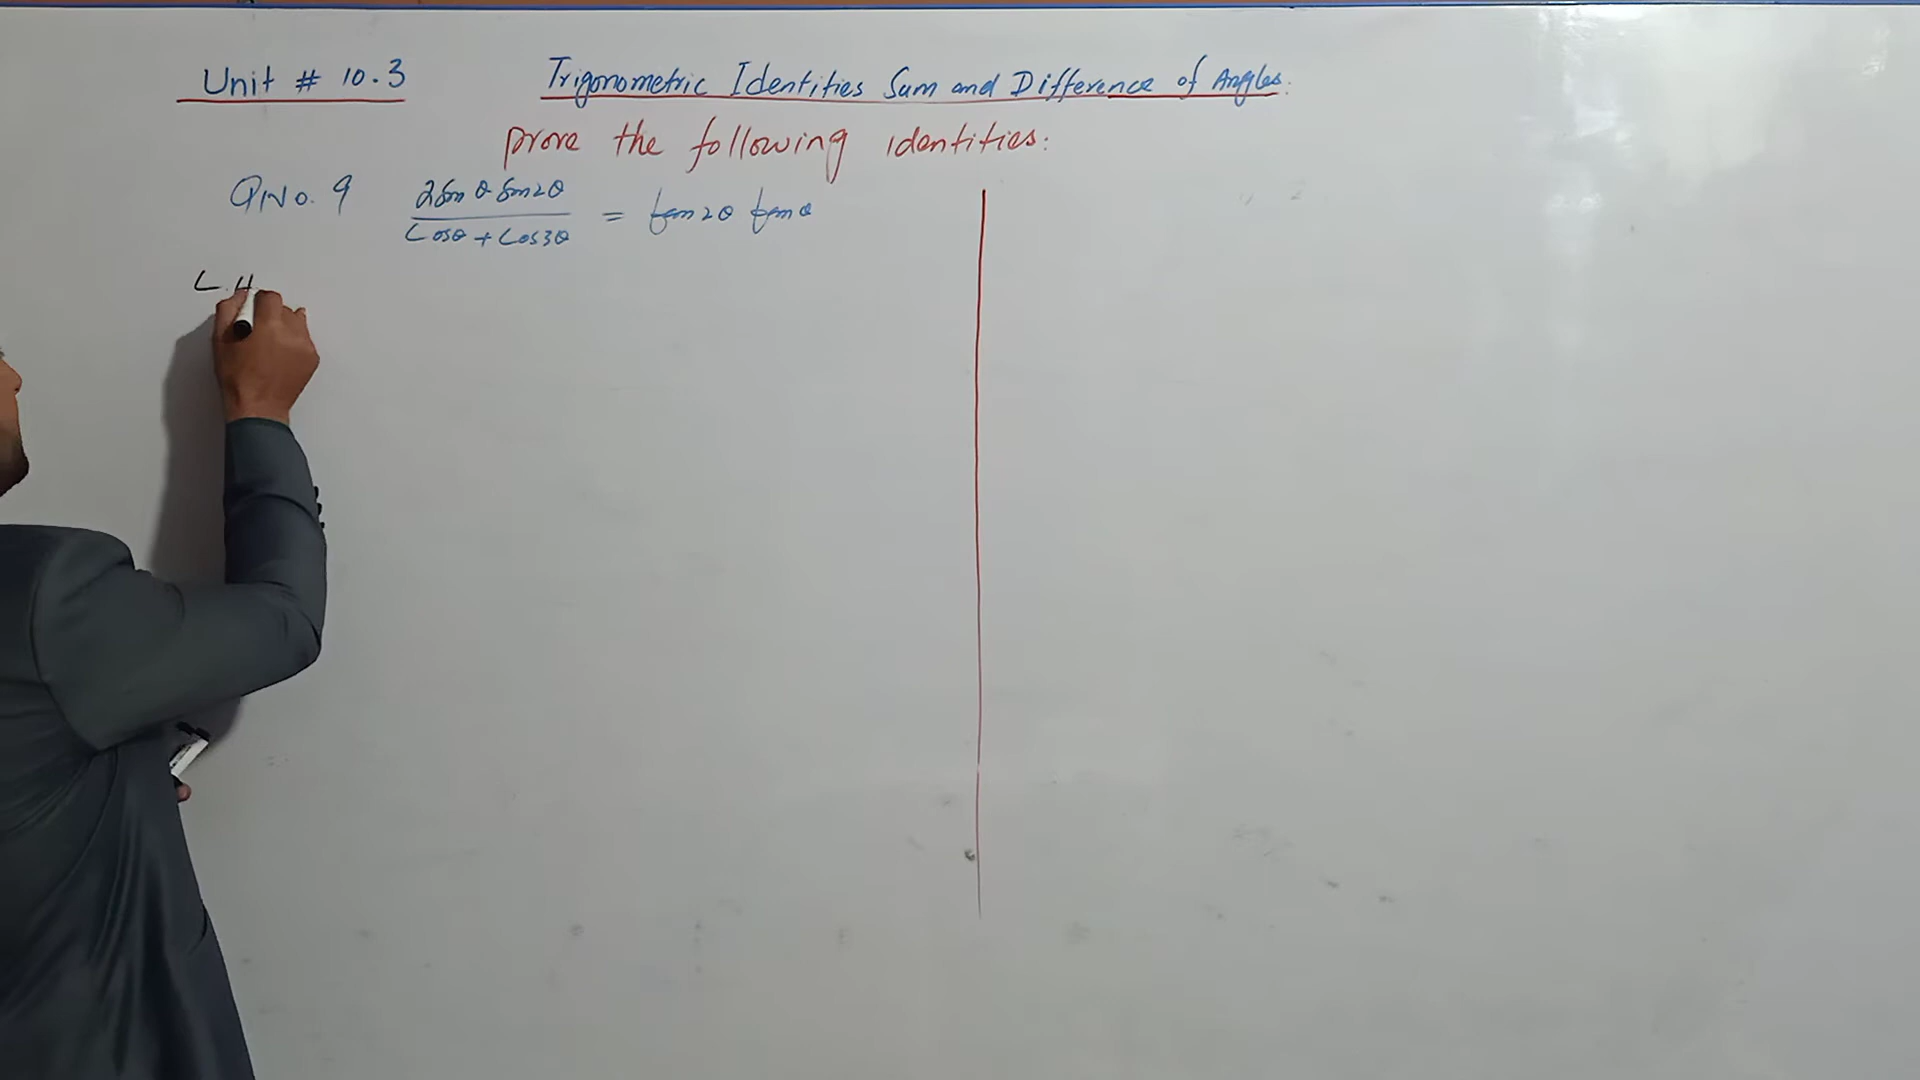 Unit # 10.3 Trigonometric Identities Sum and Difference of Angles.
Prove the following identities:
QNo. 9 2Sin θ Sin2θ / Cosθ + Cos3θ = tan2θ tanθ
L.H